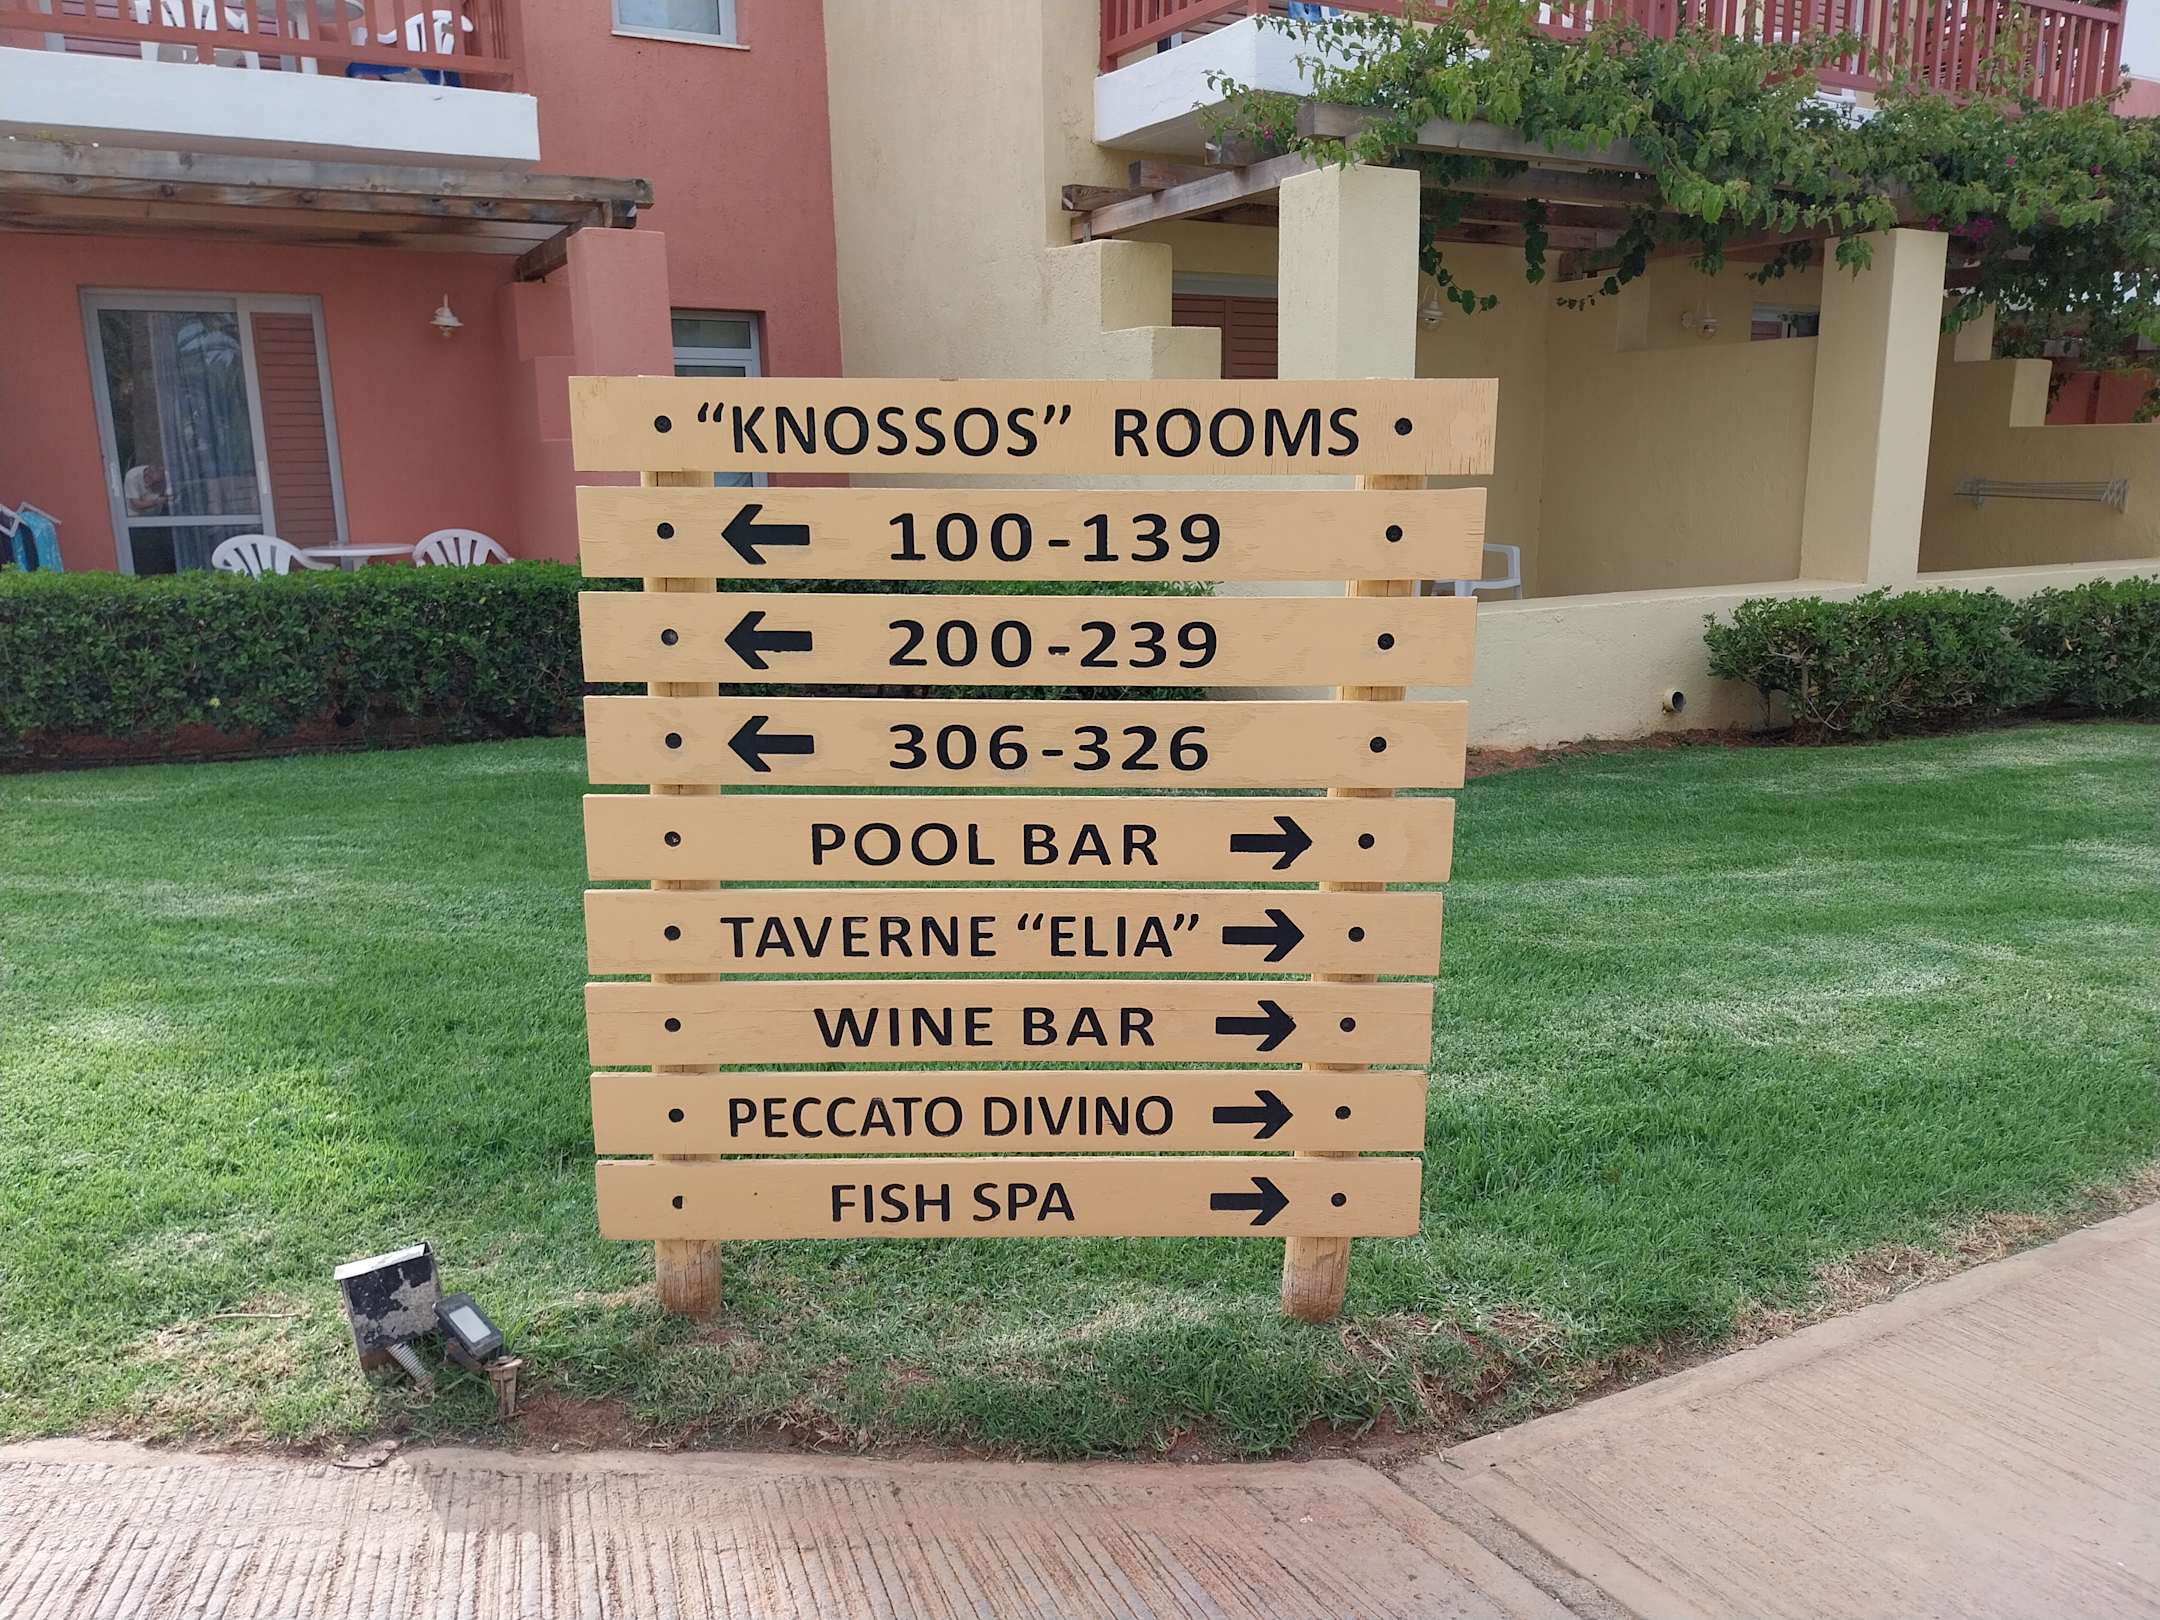 “KNOSSOS” ROOMS
← 100-139
← 200-239
← 306-326
POOL BAR →
TAVERNE “ELIA” →
WINE BAR →
PECCATO DIVINO →
FISH SPA →